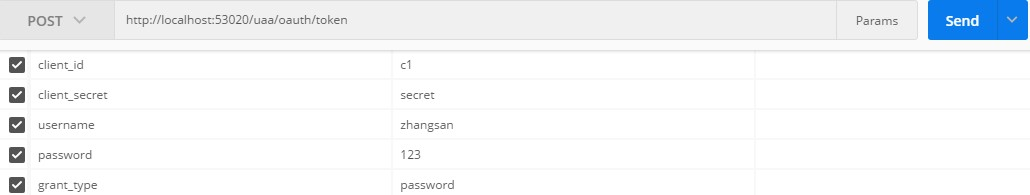 POST http://localhost:53020/uaa/oauth/token Params Send
client_id c1
client_secret secret
username zhangsan
password 123
grant_type password